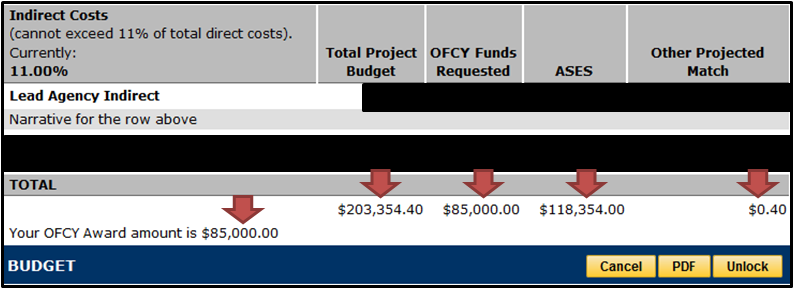 Indirect Costs
(cannot exceed 11% of total direct costs).
Currently:
11.00%
Total Project Budget
OFCY Funds Requested
ASES
Other Projected Match
Lead Agency Indirect
Narrative for the row above
TOTAL
$203,354.40 $85,000.00 $118,354.00 $0.40
Your OFCY Award amount is $85,000.00
BUDGET Cancel PDF Unlock